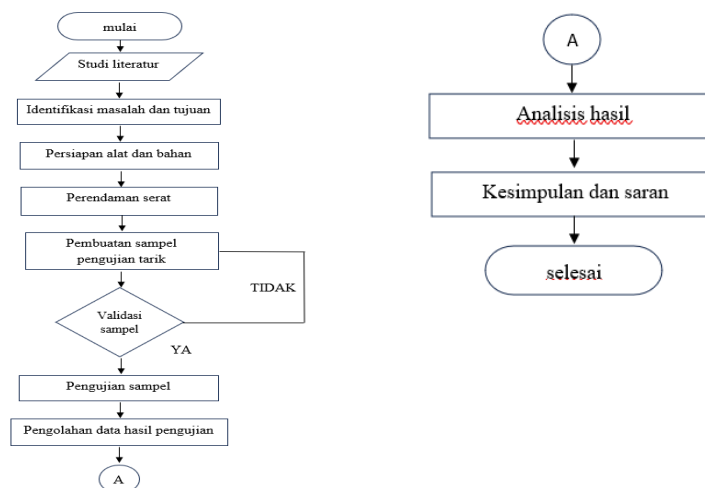 mulai
Studi literatur
Identifikasi masalah dan tujuan
Persiapan alat dan bahan
Perendaman serat
Pembuatan sampel
pengujian tarik
TIDAK
Validasi
sampel
YA
Pengujian sampel
Pengolahan data hasil pengujian
A
A
Analisis hasil
Kesimpulan dan saran
selesai